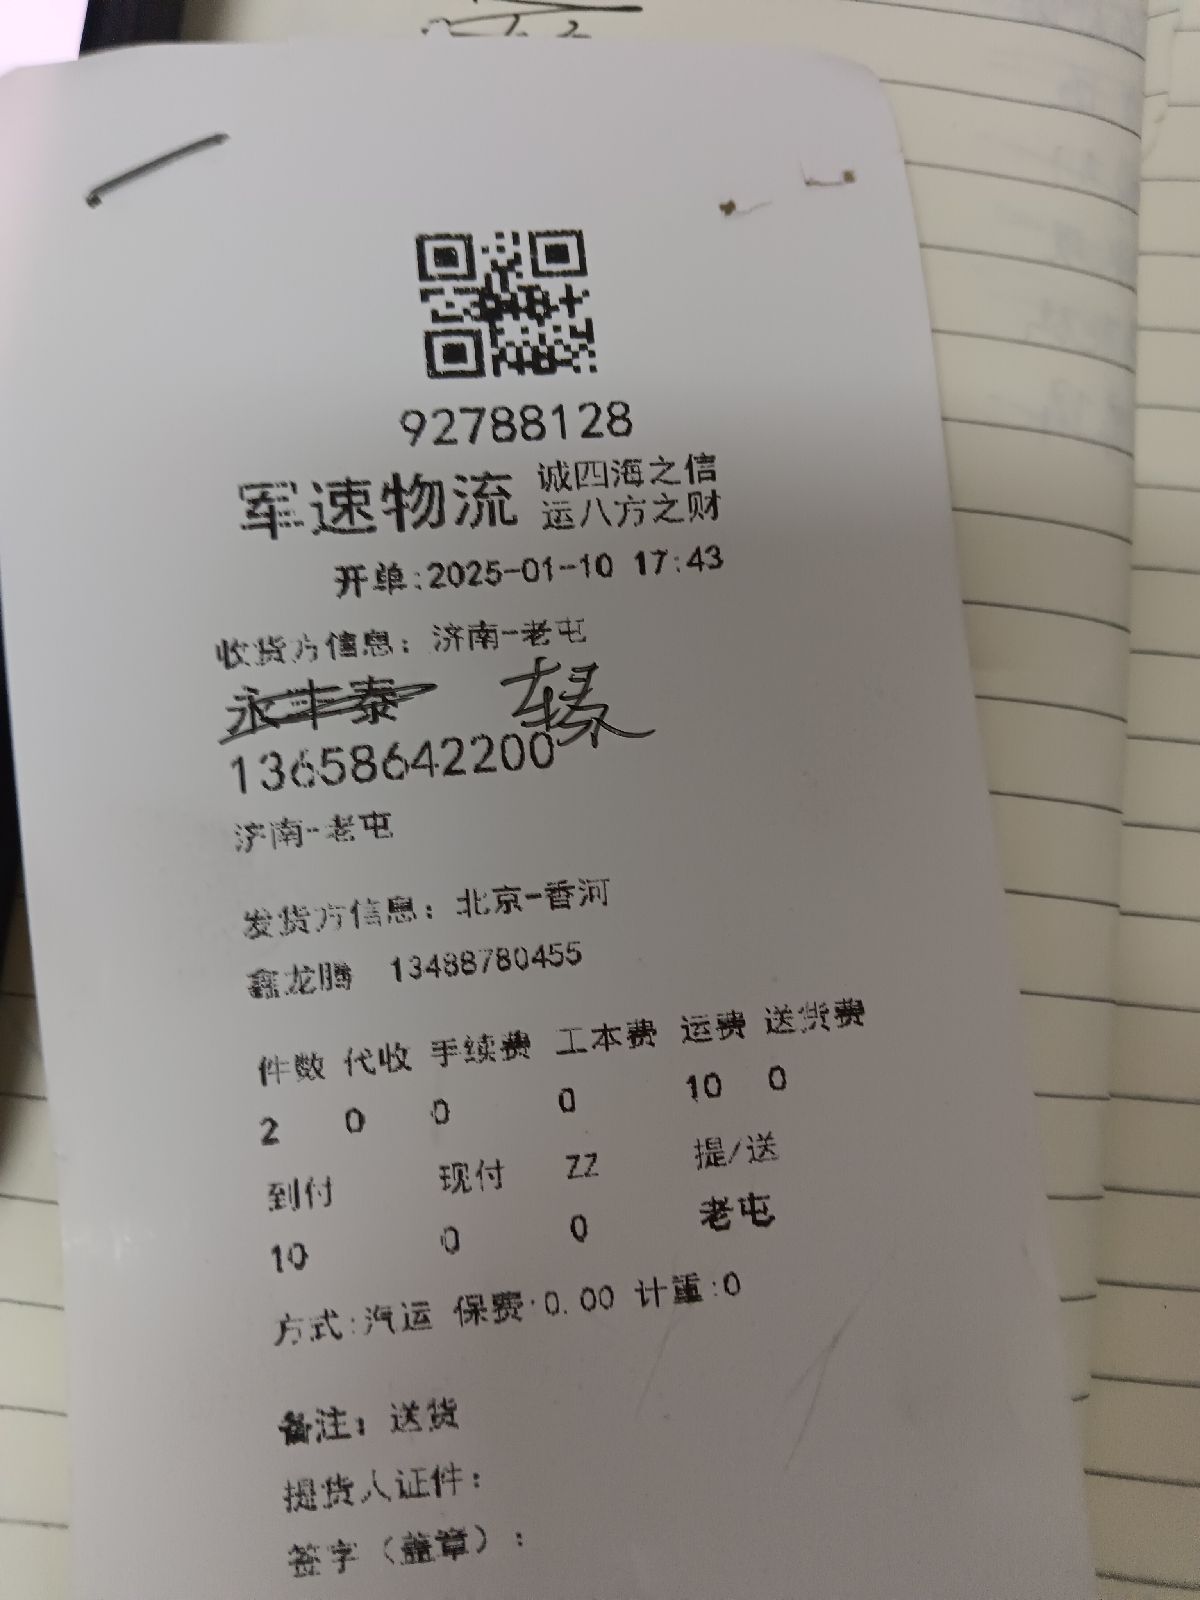 92788128
军速物流 诚四海之信
运八方之财
开单:2025-01-10 17:43
收货方信息: 济南-老屯
永丰泰
13658642200
济南-老屯
发货方信息: 北京-香河
鑫龙腾 13488780455
件数 代收 手续费 工本费 运费 送货费
2 0 0 0 10 0
到付 现付 ZZ 提/送
10 0 0 老屯
方式:汽运 保费:0.00 计重:0
备注: 送货
提货人证件:
签字(盖章):